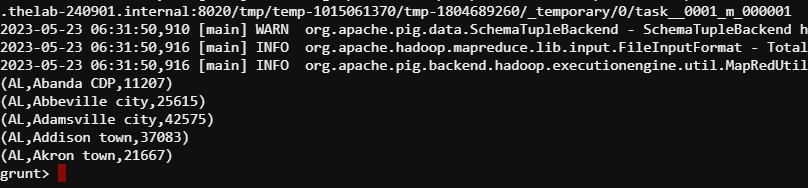 .thelab-240901.internal:8020/tmp/temp-1015061370/tmp-1804689260/_temporary/0/task__0001_m_000001
2023-05-23 06:31:50,910 [main] WARN  org.apache.pig.data.SchemaTupleBackend - SchemaTupleBackend h
2023-05-23 06:31:50,916 [main] INFO  org.apache.hadoop.mapreduce.lib.input.FileInputFormat - Total
2023-05-23 06:31:50,916 [main] INFO  org.apache.pig.backend.hadoop.executionengine.util.MapRedUtil
(AL,Abanda CDP,11207)
(AL,Abbeville city,25615)
(AL,Adamsville city,42575)
(AL,Addison town,37083)
(AL,Akron town,21667)
grunt>